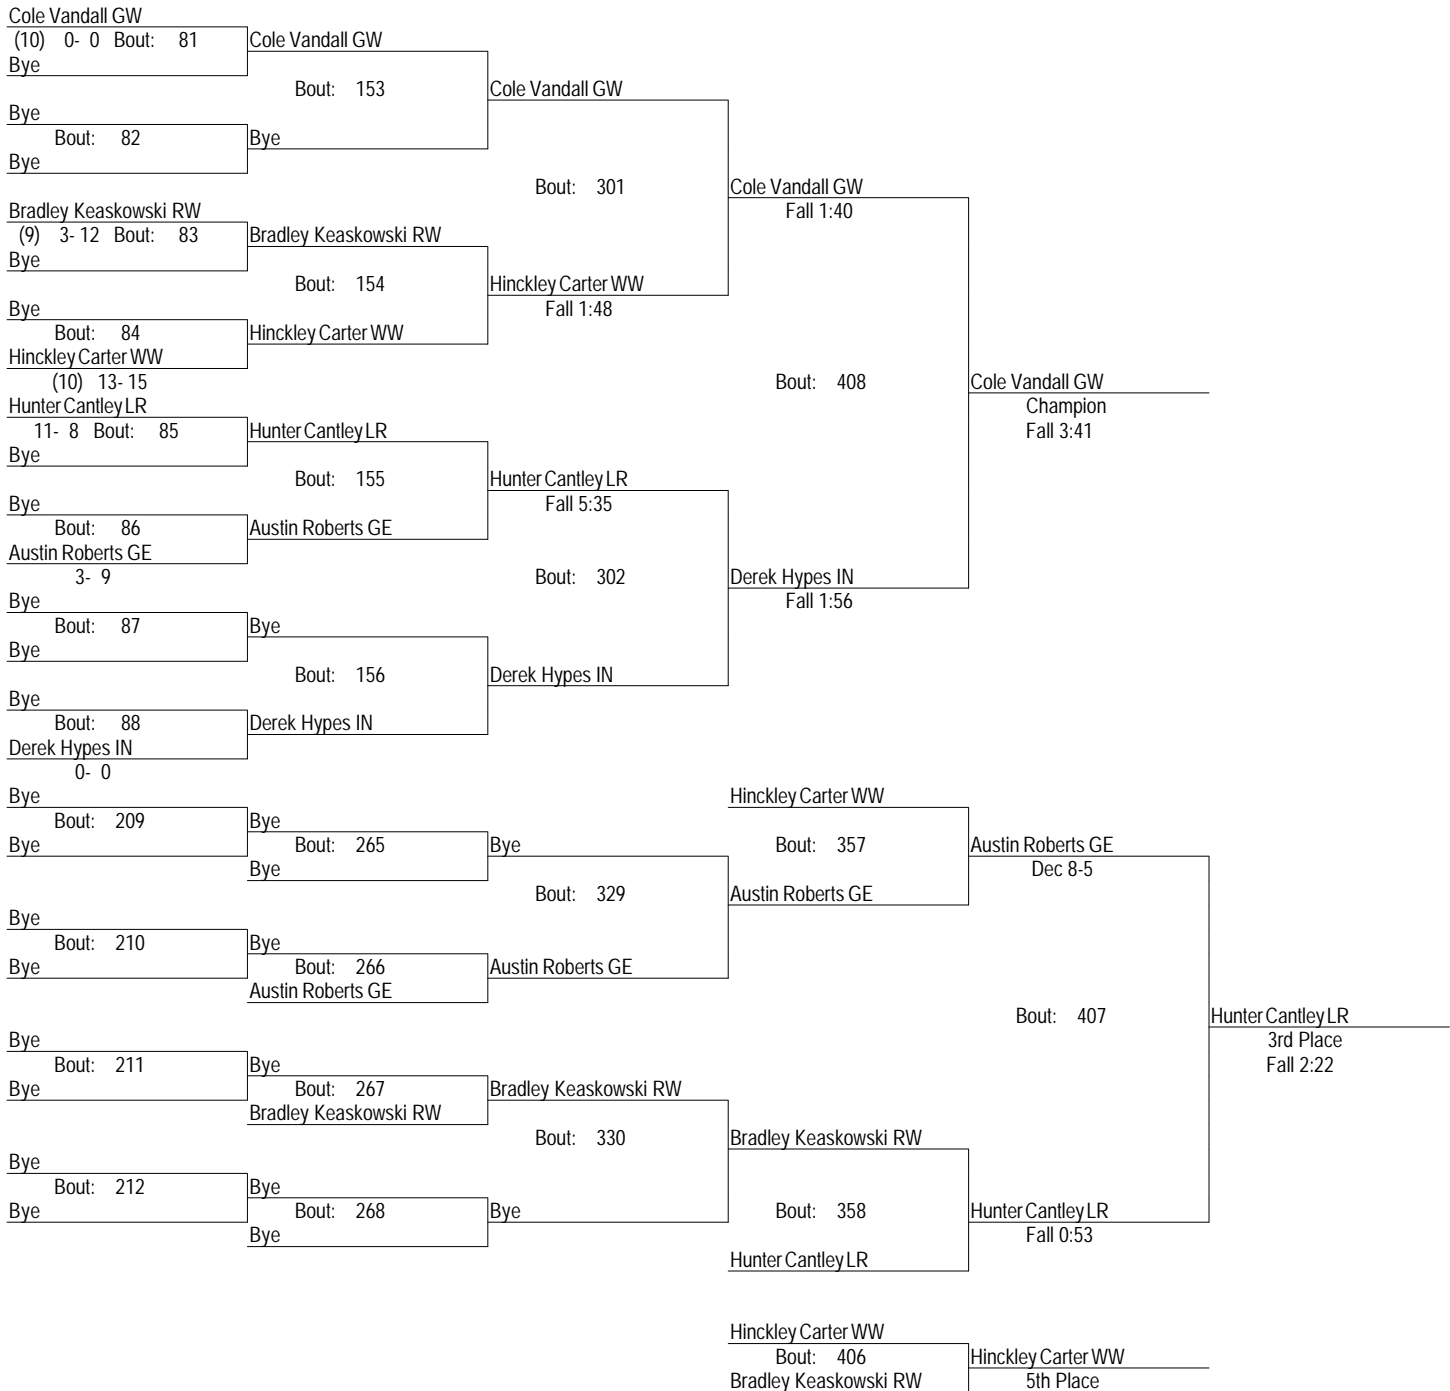 Cole Vandall GW
(10) 0- 0 Bout: 81 Cole Vandall GW
Bye
Bout: 153 Cole Vandall GW
Bye
Bout: 82 Bye
Bye
Bout: 301 Cole Vandall GW
Bradley Keaskowski RW Fall 1:40
(9) 3- 12 Bout: 83 Bradley Keaskowski RW
Bye
Bout: 154 Hinckley Carter WW
Bye Fall 1:48
Bout: 84 Hinckley Carter WW
Hinckley Carter WW
(10) 13- 15 Bout: 408 Cole Vandall GW
Hunter Cantley LR Champion
11- 8 Bout: 85 Hunter Cantley LR Fall 3:41
Bye
Bout: 155 Hunter Cantley LR
Bye Fall 5:35
Bout: 86 Austin Roberts GE
Austin Roberts GE
3- 9 Bout: 302 Derek Hypes IN
Bye Fall 1:56
Bout: 87 Bye
Bye
Bout: 156 Derek Hypes IN
Bye
Bout: 88 Derek Hypes IN
Derek Hypes IN
0- 0
Bye Hinckley Carter WW
Bout: 209 Bye
Bye Bout: 265 Bye Bout: 357 Austin Roberts GE
Bye Dec 8-5
Bout: 329 Austin Roberts GE
Bye
Bout: 210 Bye
Bye Bout: 266 Austin Roberts GE
Austin Roberts GE
Bout: 407 Hunter Cantley LR
Bye 3rd Place
Bout: 211 Bye Fall 2:22
Bye Bout: 267 Bradley Keaskowski RW
Bradley Keaskowski RW
Bout: 330 Bradley Keaskowski RW
Bye
Bout: 212 Bye
Bye Bout: 268 Bye Bout: 358 Hunter Cantley LR
Bye Fall 0:53
Hunter Cantley LR
Hinckley Carter WW
Bout: 406 Hinckley Carter WW
Bradley Keaskowski RW 5th Place